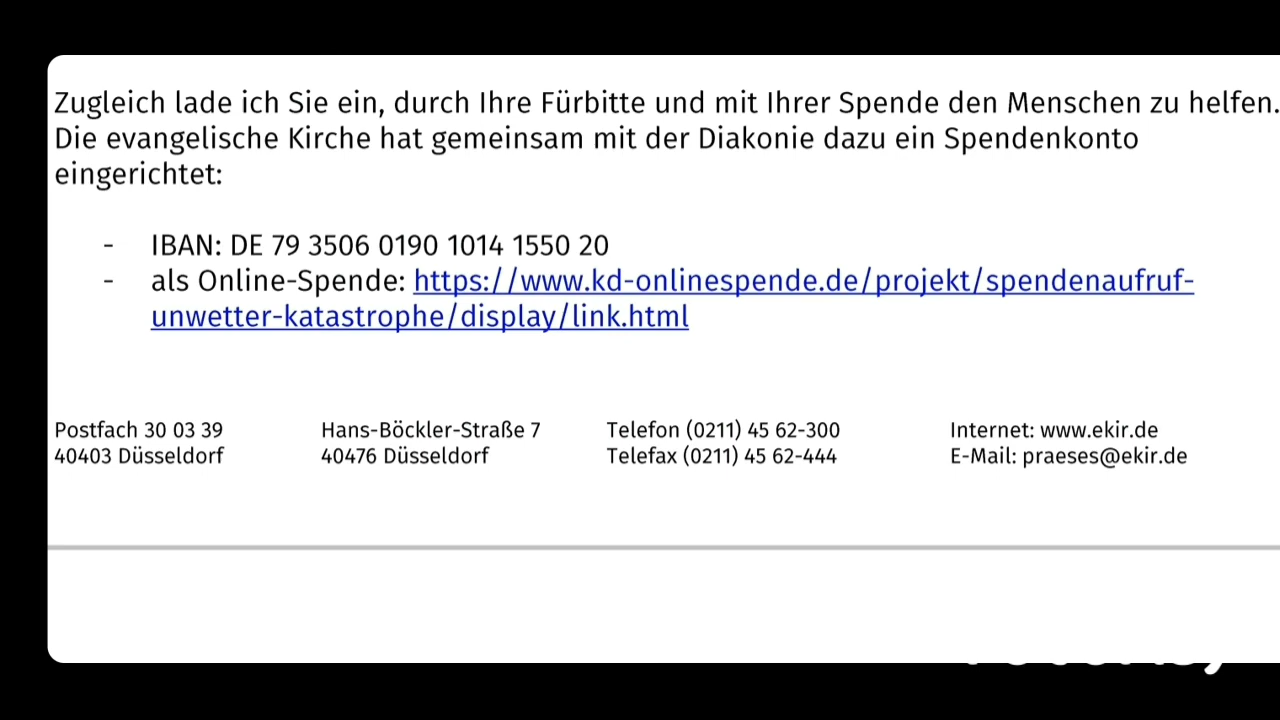 Zugleich lade ich Sie ein, durch Ihre Fürbitte und mit Ihrer Spende den Menschen zu helfen.
Die evangelische Kirche hat gemeinsam mit der Diakonie dazu ein Spendenkonto
eingerichtet:
- IBAN: DE 79 3506 0190 1014 1550 20
- als Online-Spende: https://www.kd-onlinespende.de/projekt/spendenaufruf-
unwetter-katastrophe/display/link.html
Postfach 30 03 39 Hans-Böckler-Straße 7 Telefon (0211) 45 62-300 Internet: www.ekir.de
40403 Düsseldorf 40476 Düsseldorf Telefax (0211) 45 62-444 E-Mail: praeses@ekir.de